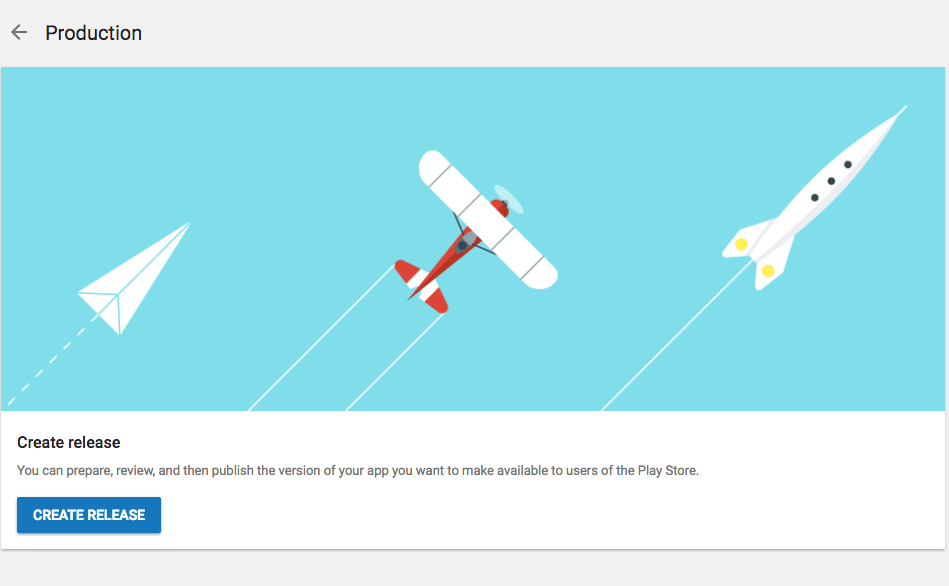 Production
Create release
You can prepare, review, and then publish the version of your app you want to make available to users of the Play Store.
CREATE RELEASE